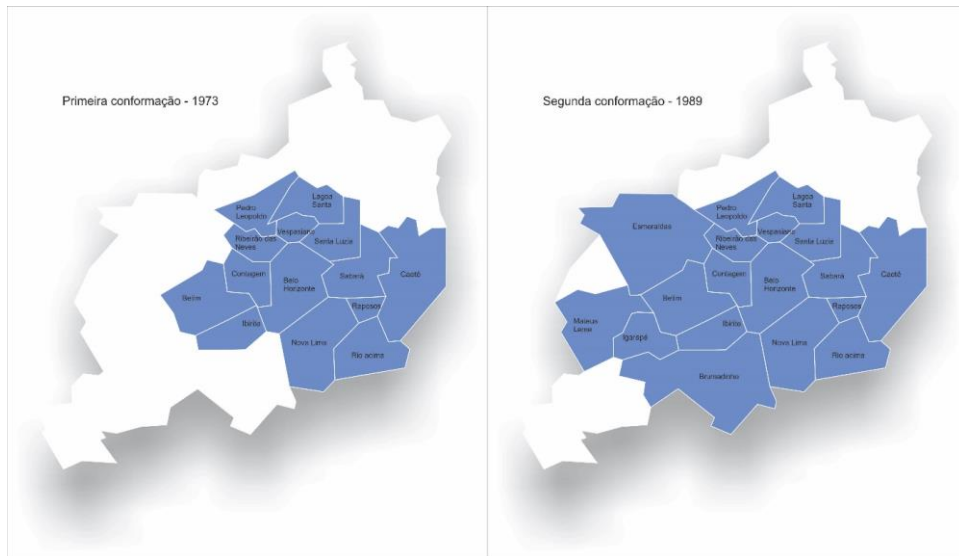 Primeira conformação - 1973
Lagoa
Santa
Pedro
Leopoldo
Vespasiano
Ribeirão das
Neves
Santa Luzia
Contagem
Belo
Horizonte
Sabará
Caeté
Betim
Raposos
Ibirité
Nova Lima
Rio acima
Segunda conformação - 1989
Lagoa
Santa
Pedro
Leopoldo
Esmeraldas
Vespasiano
Ribeirão das
Neves
Santa Luzia
Contagem
Belo
Horizonte
Sabará
Caeté
Betim
Raposos
Mateus
Leme
Ibirité
Igarapé
Nova Lima
Rio acima
Brumadinho